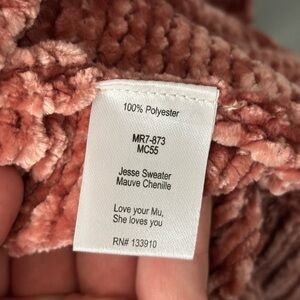 100% Polyester
MR7-873
MC55
Jesse Sweater
Mauve Chenille
Love your Mu,
She loves you
RN# 133910